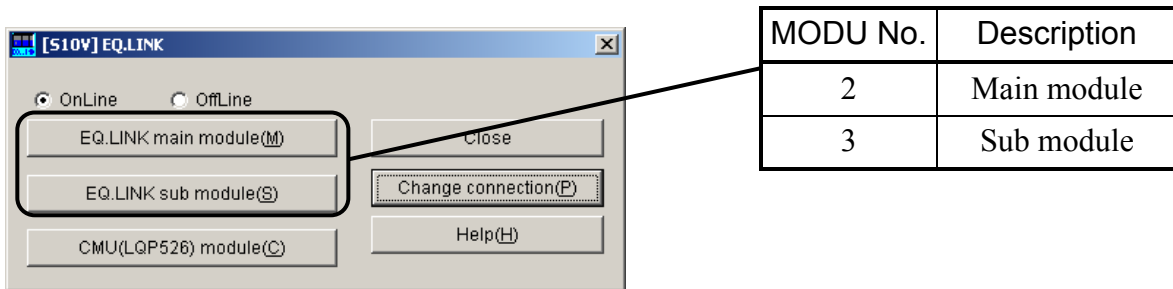 [S10V] EQ.LINK
OnLine OffLine
EQ.LINK main module(M) Close
EQ.LINK sub module(S) Change connection(P)
CMU(LQP526) module(C) Help(H)
MODU No. Description
2 Main module
3 Sub module